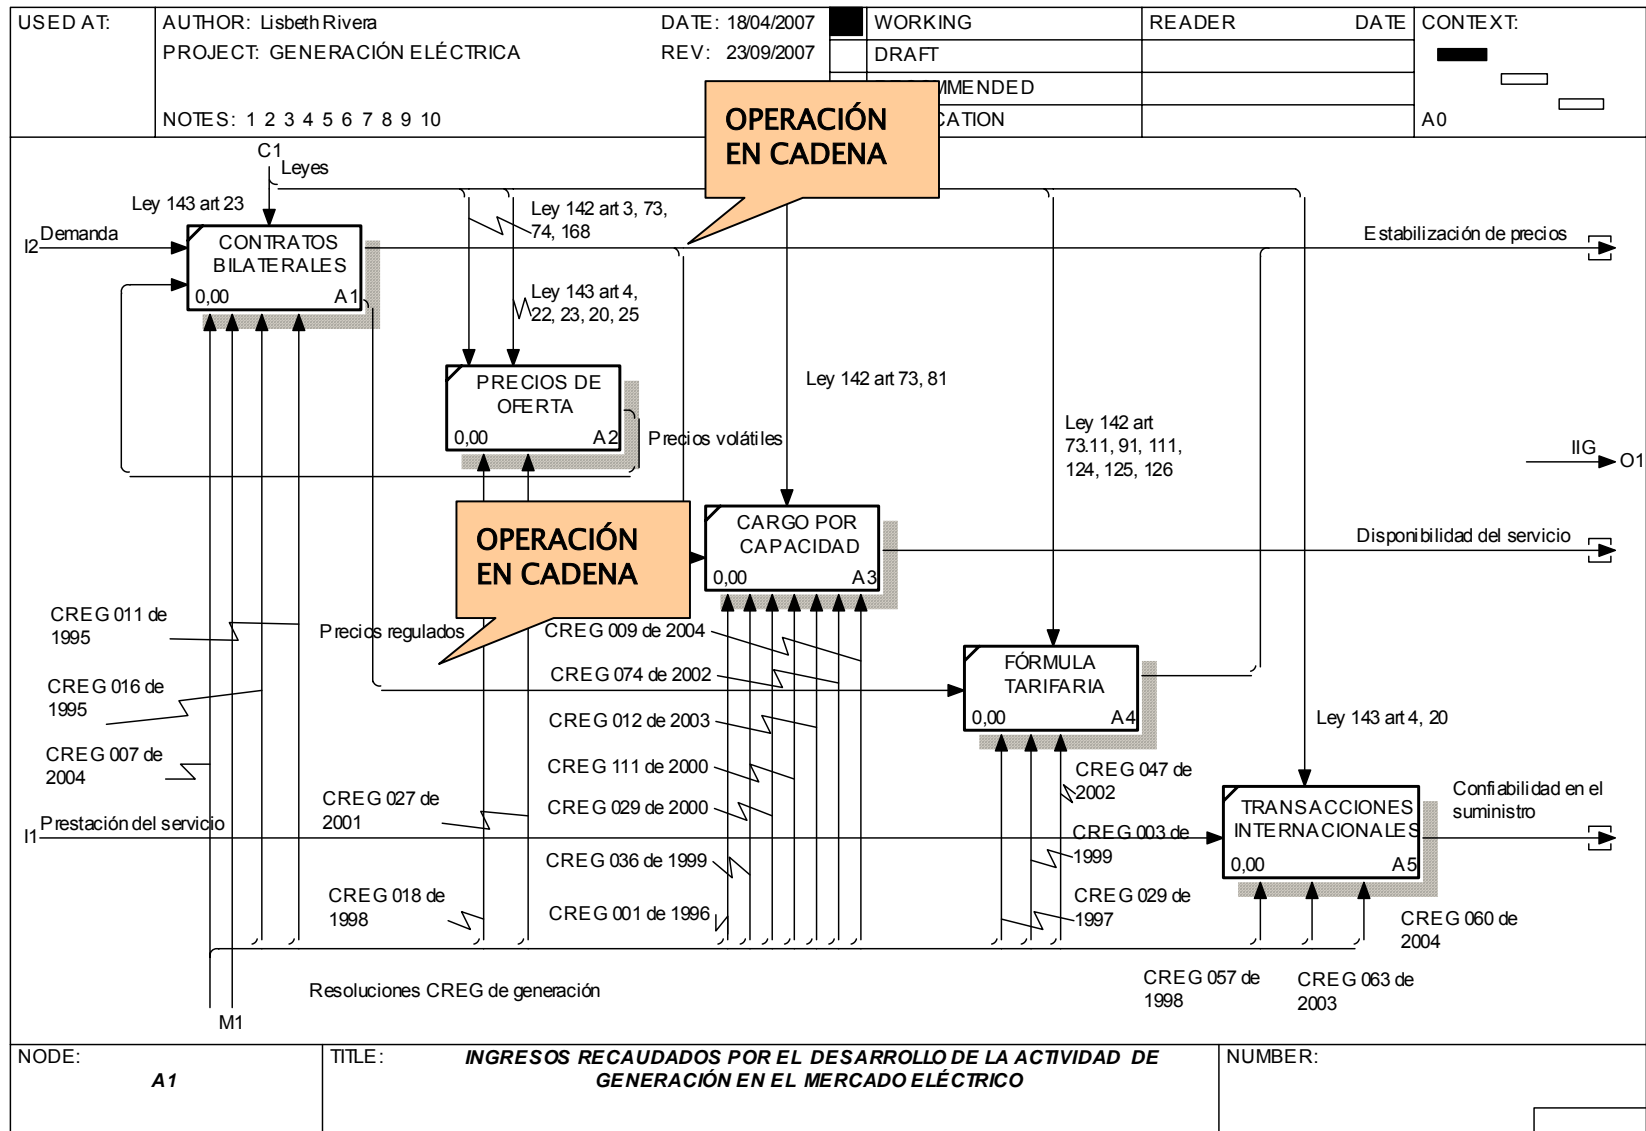 USED AT:
AUTHOR: Lisbeth Rivera
DATE: 18/04/2007
PROJECT: GENERACIÓN ELÉCTRICA
REV: 23/09/2007
NOTES: 1 2 3 4 5 6 7 8 9 10
WORKING
DRAFT
MMENDED
CATION
READER
DATE
CONTEXT:
A0
OPERACIÓN
EN CADENA
C1
Leyes
Ley 143 art 23
I2
Demanda
CONTRATOS
BILATERALES
0,00
A1
Ley 142 art 3, 73,
74, 168
Ley 143 art 4,
22, 23, 20, 25
Estabilización de precios
PRECIOS DE
OFERTA
0,00
A2
Precios volátiles
Ley 142 art 73, 81
Ley 142 art
73.11, 91, 111,
124, 125, 126
IIG
O1
OPERACIÓN
EN CADENA
CARGO POR
CAPACIDAD
0,00
A3
Disponibilidad del servicio
CREG 011 de
1995
Precios regulados
CREG 009 de 2004
CREG 016 de
1995
CREG 074 de 2002
FÓRMULA
TARIFARIA
0,00
A4
CREG 012 de 2003
Ley 143 art 4, 20
CREG 007 de
2004
CREG 111 de 2000
CREG 047 de
2002
CREG 027 de
2001
CREG 029 de 2000
Confiabilidad en el
suministro
I1
Prestación del servicio
TRANSACCIONES
INTERNACIONALES
0,00
A5
CREG 003 de
1999
CREG 036 de 1999
CREG 018 de
1998
CREG 001 de 1996
CREG 029 de
1997
CREG 060 de
2004
Resoluciones CREG de generación
CREG 057 de
1998
CREG 063 de
2003
M1
NODE:
A1
TITLE:
INGRESOS RECAUDADOS POR EL DESARROLLO DE LA ACTIVIDAD DE
GENERACIÓN EN EL MERCADO ELÉCTRICO
NUMBER: